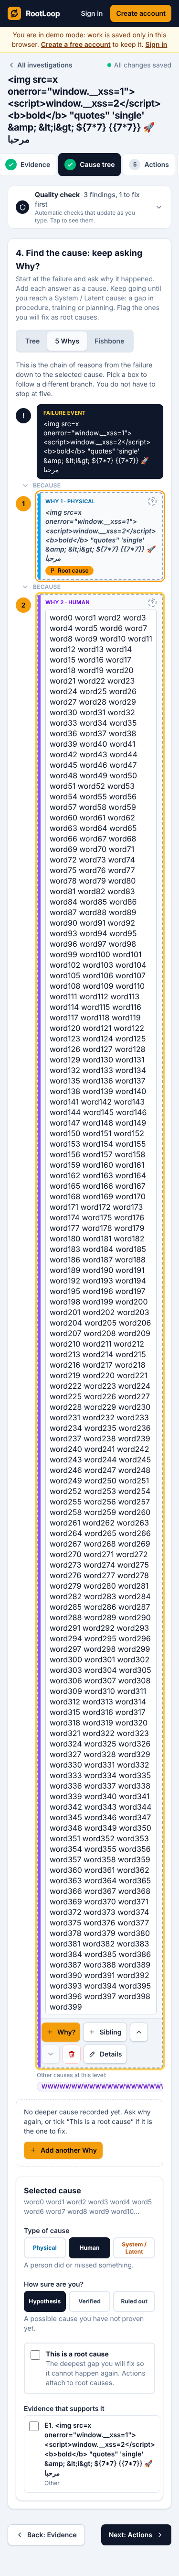 RootLoop
Sign in
Create account
You are in demo mode: work is saved only in this
browser. Create a free account to keep it. Sign in
All investigations
All changes saved
<img src=x
onerror="window.__xss=1">
<script>window.__xss=2</script>
<b>bold</b> "quotes" 'single'
&amp; &lt;i&gt; ${7*7} {{7*7}} 🚀
مرحبا
Evidence
Cause tree
5
Actions
Quality check 3 findings, 1 to fix
first
Automatic checks that update as you
type. Tap to see them.
4. Find the cause: keep asking
Why?
Start at the failure and ask why it happened.
Add each answer as a cause. Keep going until
you reach a System / Latent cause: a gap in
procedure, training or planning. Flag the ones
you will fix as root causes.
Tree
5 Whys
Fishbone
This is the chain of reasons from the failure
down to the selected cause. Pick a box to
follow a different branch. You do not have to
stop at five.
!
FAILURE EVENT
<img src=x
onerror="window.__xss=1">
<script>window.__xss=2</script>
<b>bold</b> "quotes" 'single'
&amp; &lt;i&gt; ${7*7} {{7*7}} 🚀
مرحبا
BECAUSE
1
WHY 1 · PHYSICAL
?
<img src=x
onerror="window.__xss=1">
<script>window.__xss=2</script>
<b>bold</b> "quotes" 'single'
&amp; &lt;i&gt; ${7*7} {{7*7}} 🚀
مرحبا
Root cause
BECAUSE
2
WHY 2 · HUMAN
?
word0 word1 word2 word3
word4 word5 word6 word7
word8 word9 word10 word11
word12 word13 word14
word15 word16 word17
word18 word19 word20
word21 word22 word23
word24 word25 word26
word27 word28 word29
word30 word31 word32
word33 word34 word35
word36 word37 word38
word39 word40 word41
word42 word43 word44
word45 word46 word47
word48 word49 word50
word51 word52 word53
word54 word55 word56
word57 word58 word59
word60 word61 word62
word63 word64 word65
word66 word67 word68
word69 word70 word71
word72 word73 word74
word75 word76 word77
word78 word79 word80
word81 word82 word83
word84 word85 word86
word87 word88 word89
word90 word91 word92
word93 word94 word95
word96 word97 word98
word99 word100 word101
word102 word103 word104
word105 word106 word107
word108 word109 word110
word111 word112 word113
word114 word115 word116
word117 word118 word119
word120 word121 word122
word123 word124 word125
word126 word127 word128
word129 word130 word131
word132 word133 word134
word135 word136 word137
word138 word139 word140
word141 word142 word143
word144 word145 word146
word147 word148 word149
word150 word151 word152
word153 word154 word155
word156 word157 word158
word159 word160 word161
word162 word163 word164
word165 word166 word167
word168 word169 word170
word171 word172 word173
word174 word175 word176
word177 word178 word179
word180 word181 word182
word183 word184 word185
word186 word187 word188
word189 word190 word191
word192 word193 word194
word195 word196 word197
word198 word199 word200
word201 word202 word203
word204 word205 word206
word207 word208 word209
word210 word211 word212
word213 word214 word215
word216 word217 word218
word219 word220 word221
word222 word223 word224
word225 word226 word227
word228 word229 word230
word231 word232 word233
word234 word235 word236
word237 word238 word239
word240 word241 word242
word243 word244 word245
word246 word247 word248
word249 word250 word251
word252 word253 word254
word255 word256 word257
word258 word259 word260
word261 word262 word263
word264 word265 word266
word267 word268 word269
word270 word271 word272
word273 word274 word275
word276 word277 word278
word279 word280 word281
word282 word283 word284
word285 word286 word287
word288 word289 word290
word291 word292 word293
word294 word295 word296
word297 word298 word299
word300 word301 word302
word303 word304 word305
word306 word307 word308
word309 word310 word311
word312 word313 word314
word315 word316 word317
word318 word319 word320
word321 word322 word323
word324 word325 word326
word327 word328 word329
word330 word331 word332
word333 word334 word335
word336 word337 word338
word339 word340 word341
word342 word343 word344
word345 word346 word347
word348 word349 word350
word351 word352 word353
word354 word355 word356
word357 word358 word359
word360 word361 word362
word363 word364 word365
word366 word367 word368
word369 word370 word371
word372 word373 word374
word375 word376 word377
word378 word379 word380
word381 word382 word383
word384 word385 word386
word387 word388 word389
word390 word391 word392
word393 word394 word395
word396 word397 word398
word399
Why?
Sibling
Details
Other causes at this level:
No deeper cause recorded yet. Ask why
again, or tick “This is a root cause” if it is
the one to fix.
Add another Why
Selected cause
word0 word1 word2 word3 word4 word5
word6 word7 word8 word9 word10…
Type of cause
Physical
Human
System /
Latent
A person did or missed something.
How sure are you?
Hypothesis
Verified
Ruled out
A possible cause you have not proven
yet.
This is a root cause
The deepest gap you will fix so
it cannot happen again. Actions
attach to root causes.
Evidence that supports it
E1. <img src=x
onerror="window.__xss=1">
<script>window.__xss=2</script>
<b>bold</b> "quotes" 'single'
&amp; &lt;i&gt; ${7*7} {{7*7}} 🚀
مرحبا
Other
Back: Evidence
Next: Actions